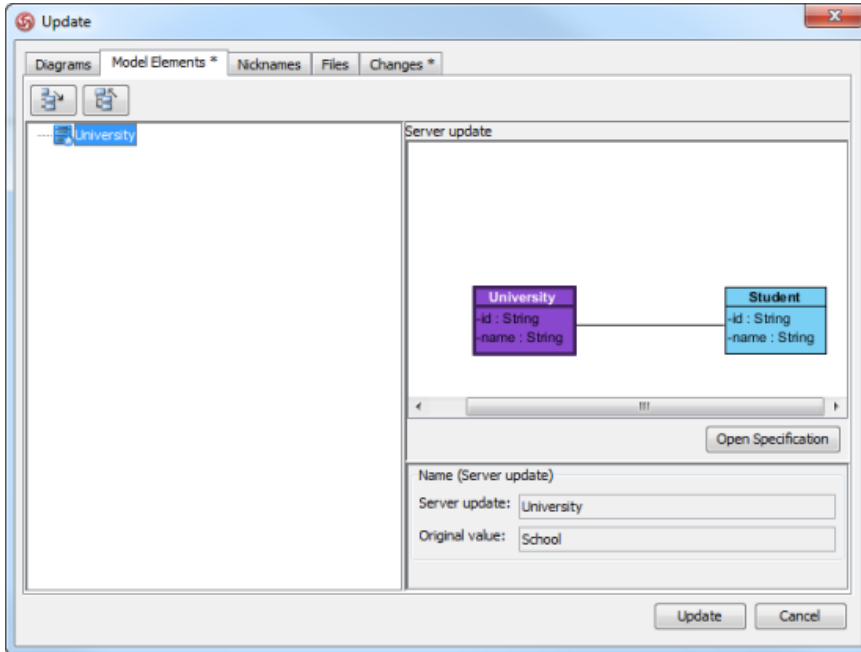 Update
Diagrams Model Elements * Nicknames Files Changes *
University
Server update
University
-id : String
-name : String
Student
-id : String
-name : String
Open Specification
Name (Server update)
Server update: University
Original value: School
Update Cancel